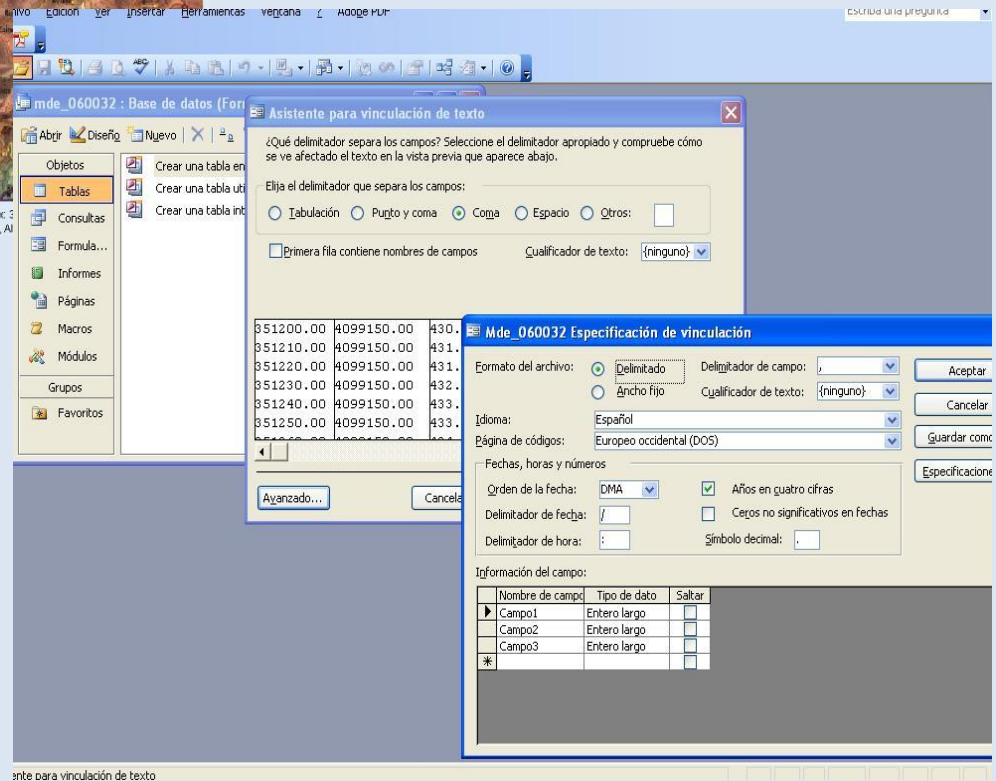 Edición Ver Insertar Herramientas Ventana ? Adobe PDF
Escriba una pregunta
mde_060032 : Base de datos
Abrir Diseño Nuevo
Objetos
Tablas
Consultas
Formula...
Informes
Páginas
Macros
Módulos
Grupos
Favoritos
Crear una tabla
Crear una tabla
Crear una tabla
Asistente para vinculación de texto
¿Qué delimitador separa los campos? Seleccione el delimitador apropiado y compruebe cómo
se ve afectado el texto en la vista previa que aparece abajo.
Elija el delimitador que separa los campos:
Tabulación Punto y coma Coma Espacio Otros:
Primera fila contiene nombres de campos Cualificador de texto: {ninguno}
351200.00 4099150.00 430.
351210.00 4099150.00 431.
351220.00 4099150.00 431.
351230.00 4099150.00 432.
351240.00 4099150.00 433.
351250.00 4099150.00 433.
Avanzado...
Mde_060032 Especificación de vinculación
Formato del archivo: Delimitado Delimitador de campo: ,
Ancho fijo Cualificador de texto: {ninguno}
Idioma: Español
Página de códigos: Europeo occidental (DOS)
Fechas, horas y números
Orden de la fecha: DMA Años en cuatro cifras
Delimitador de fecha: / Ceros no significativos en fechas
Delimitador de hora: : Símbolo decimal: .
Aceptar
Cancelar
Guardar como
Información del campo:
Nombre de campo Tipo de dato Saltar
Campo1 Entero largo
Campo2 Entero largo
Campo3 Entero largo
para vinculación de texto